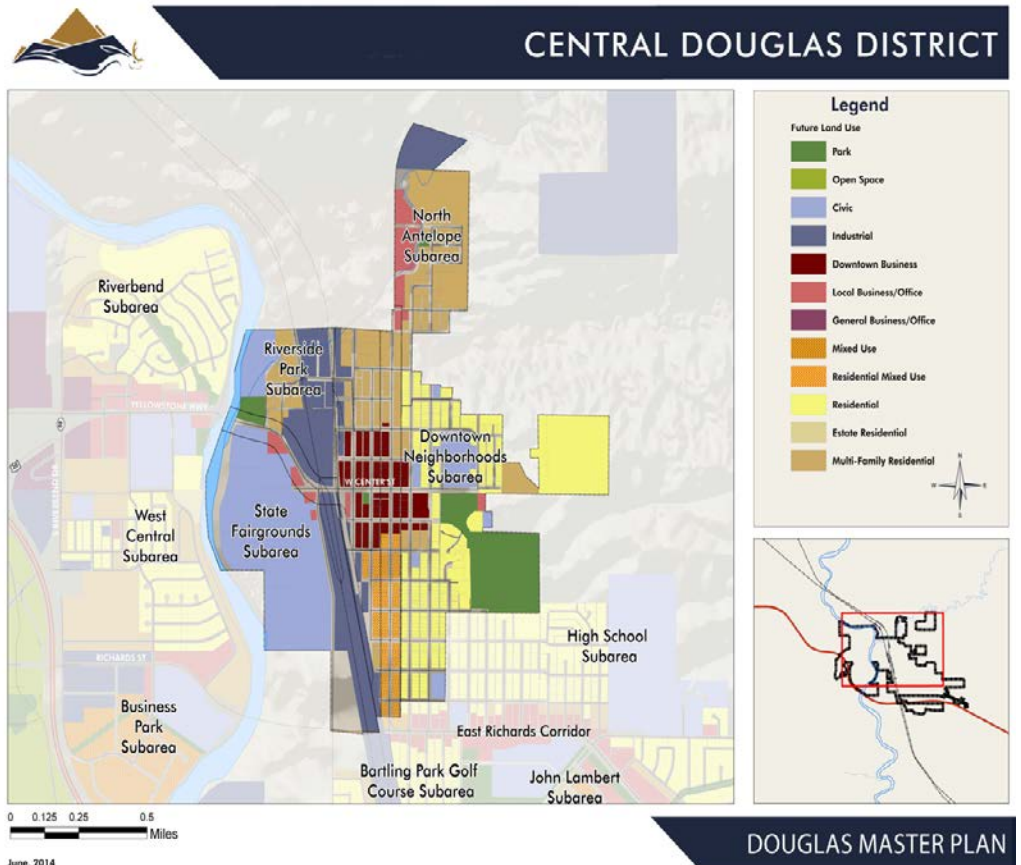 CENTRAL DOUGLAS DISTRICT
Legend
Future Land Use
Park
Open Space
Civic
Industrial
Downtown Business
Local Business/Office
General Business/Office
Mixed Use
Residential Mixed Use
Residential
Estate Residential
Multi-Family Residential
N
W
E
S
North
Antelope
Subarea
Riverbend
Subarea
Riverside
Park
Subarea
YELLOWSTONE HWY
Downtown
Neighborhoods
Subarea
W CENTER ST
State
Fairgrounds
Subarea
West
Central
Subarea
High School
Subarea
RICHARDS ST
Business
Park
Subarea
East Richards Corridor
Bartling Park Golf
Course Subarea
John Lambert
Subarea
0 0.125 0.25 0.5
Miles
June, 2014
DOUGLAS MASTER PLAN